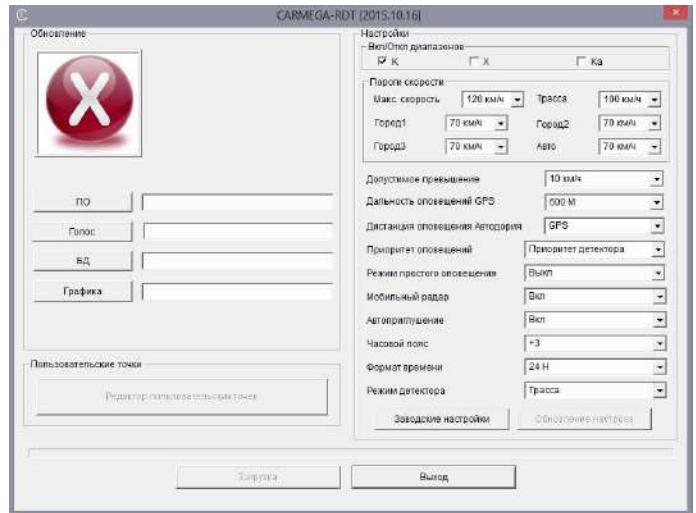 CARMEGA-RDT [2015.10.16]
Обновление
ПО
Голос
БД
Графика
Пользовательские точки
Редактор пользовательских точек
Настройки
Вкл/Откл диапазонов
K X Ka
Пороги скорости
Макс. скорость 120 км/ч Трасса 100 км/ч
Город1 70 км/ч Город2 70 км/ч
Город3 70 км/ч Авто 70 км/ч
Допустимое превышение 10 км/ч
Дальность оповещений GPS 600 М
Дистанция оповещения Автодория GPS
Приоритет оповещений Приоритет детектора
Режим простого оповещения Выкл
Мобильный радар Вкл
Автоприглушение Вкл
Часовой пояс +3
Формат времени 24 H
Режим детектора Трасса
Заводские настройки Обновление настроек
Загрузка Выход